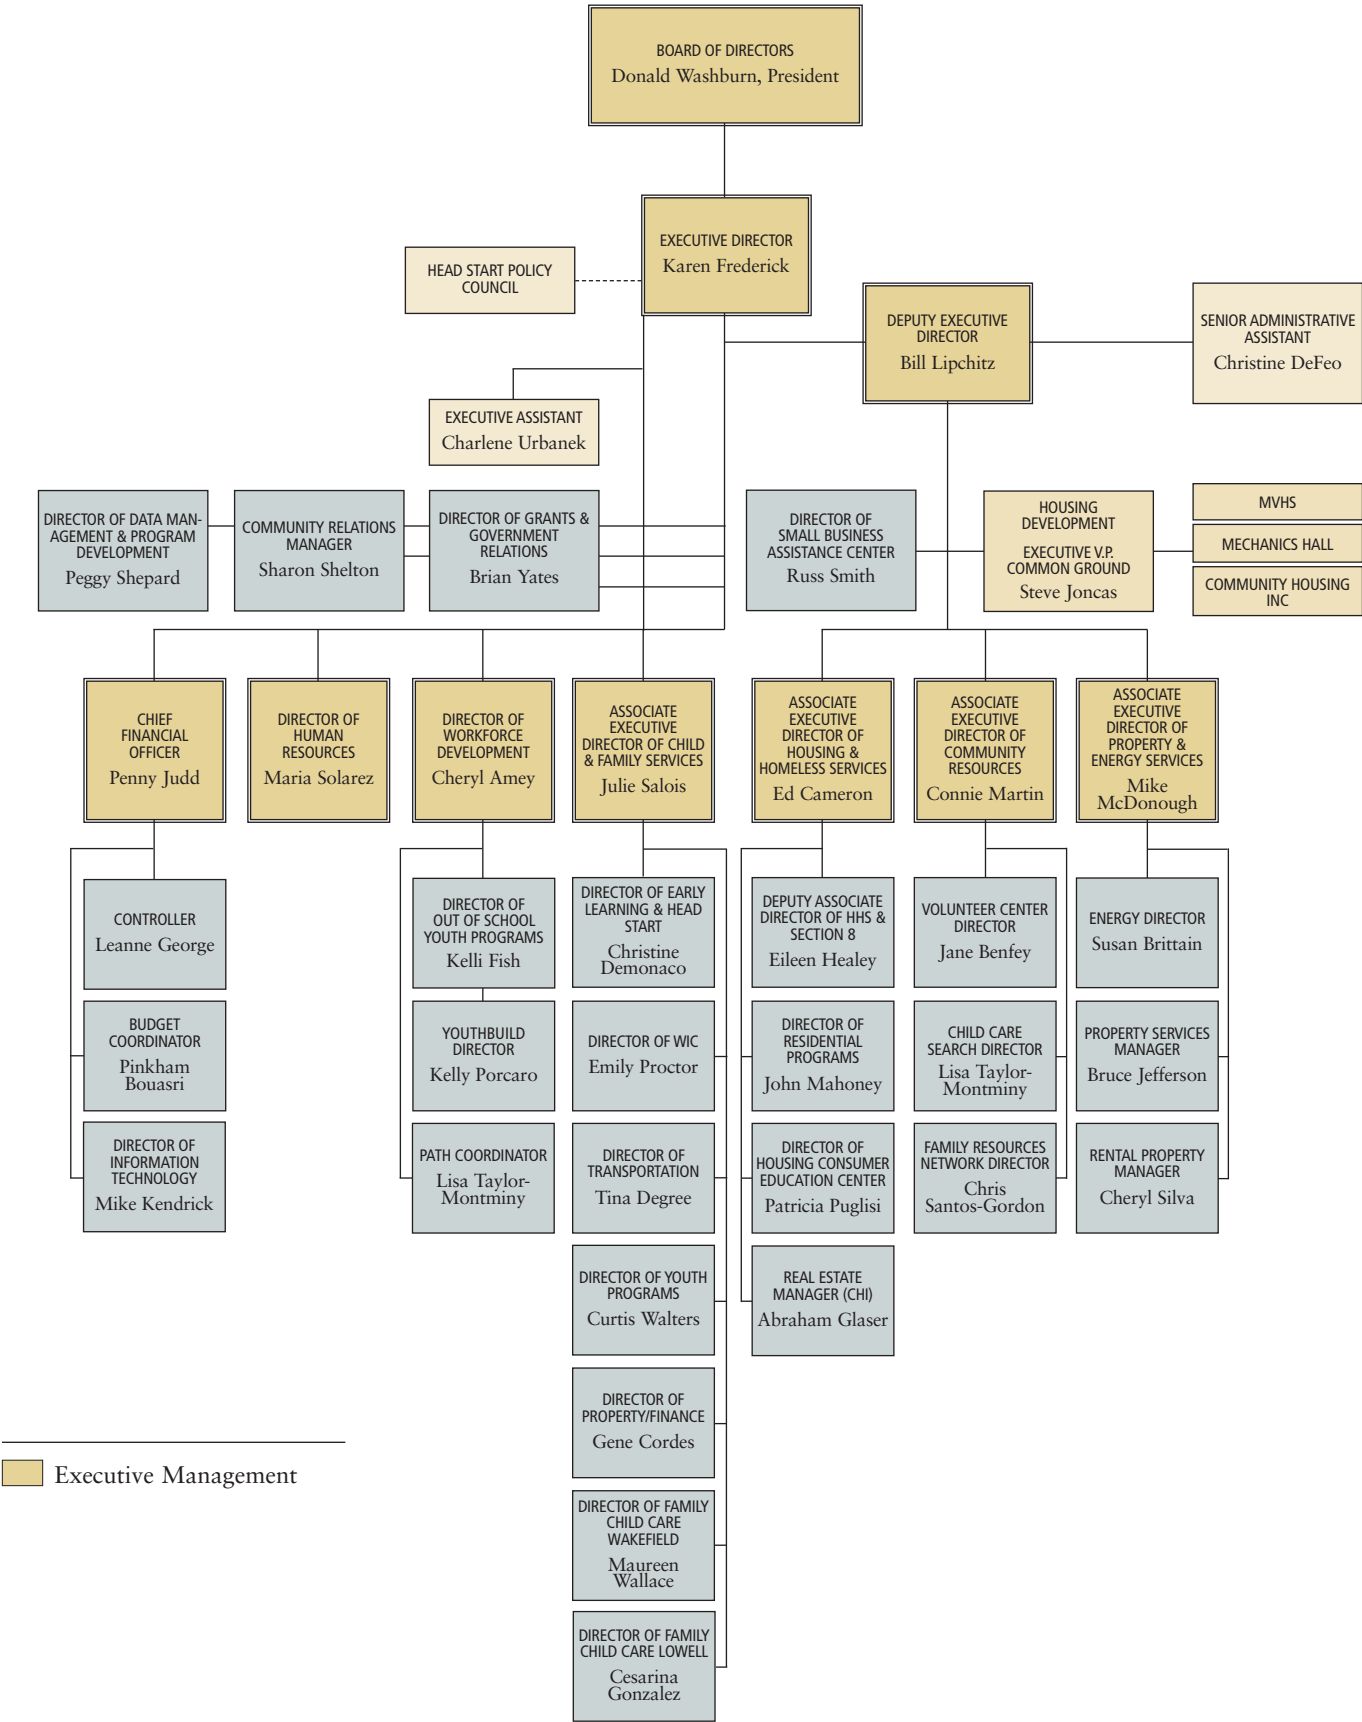 BOARD OF DIRECTORS
Donald Washburn, President
EXECUTIVE DIRECTOR
Karen Frederick
HEAD START POLICY
COUNCIL
DEPUTY EXECUTIVE
DIRECTOR
Bill Lipchitz
SENIOR ADMINISTRATIVE
ASSISTANT
Christine DeFeo
EXECUTIVE ASSISTANT
Charlene Urbanek
DIRECTOR OF DATA MAN-
AGEMENT & PROGRAM
DEVELOPMENT
Peggy Shepard
COMMUNITY RELATIONS
MANAGER
Sharon Shelton
DIRECTOR OF GRANTS &
GOVERNMENT
RELATIONS
Brian Yates
DIRECTOR OF
SMALL BUSINESS
ASSISTANCE CENTER
Russ Smith
HOUSING
DEVELOPMENT
EXECUTIVE V.P.
COMMON GROUND
Steve Joncas
MVHS
MECHANICS HALL
COMMUNITY HOUSING
INC
CHIEF
FINANCIAL
OFFICER
Penny Judd
DIRECTOR OF
HUMAN
RESOURCES
Maria Solarez
DIRECTOR OF
WORKFORCE
DEVELOPMENT
Cheryl Amey
ASSOCIATE
EXECUTIVE
DIRECTOR OF CHILD
& FAMILY SERVICES
Julie Salois
ASSOCIATE
EXECUTIVE
DIRECTOR OF
HOUSING &
HOMELESS SERVICES
Ed Cameron
ASSOCIATE
EXECUTIVE
DIRECTOR OF
COMMUNITY
RESOURCES
Connie Martin
ASSOCIATE
EXECUTIVE
DIRECTOR OF
PROPERTY &
ENERGY SERVICES
Mike
McDonough
CONTROLLER
Leanne George
BUDGET
COORDINATOR
Pinkham
Bouasri
DIRECTOR OF
INFORMATION
TECHNOLOGY
Mike Kendrick
DIRECTOR OF
OUT OF SCHOOL
YOUTH PROGRAMS
Kelli Fish
YOUTHBUILD
DIRECTOR
Kelly Porcaro
PATH COORDINATOR
Lisa Taylor-
Montminy
DIRECTOR OF EARLY
LEARNING & HEAD
START
Christine
Demonaco
DIRECTOR OF WIC
Emily Proctor
DIRECTOR OF
TRANSPORTATION
Tina Degree
DIRECTOR OF YOUTH
PROGRAMS
Curtis Walters
DIRECTOR OF
PROPERTY/FINANCE
Gene Cordes
DIRECTOR OF FAMILY
CHILD CARE
WAKEFIELD
Maureen
Wallace
DIRECTOR OF FAMILY
CHILD CARE LOWELL
Cesarina
Gonzalez
DEPUTY ASSOCIATE
DIRECTOR OF HHS &
SECTION 8
Eileen Healey
DIRECTOR OF
RESIDENTIAL
PROGRAMS
John Mahoney
DIRECTOR OF
HOUSING CONSUMER
EDUCATION CENTER
Patricia Puglisi
REAL ESTATE
MANAGER (CHI)
Abraham Glaser
VOLUNTEER CENTER
DIRECTOR
Jane Benfey
CHILD CARE
SEARCH DIRECTOR
Lisa Taylor-
Montminy
FAMILY RESOURCES
NETWORK DIRECTOR
Chris
Santos-Gordon
ENERGY DIRECTOR
Susan Brittain
PROPERTY SERVICES
MANAGER
Bruce Jefferson
RENTAL PROPERTY
MANAGER
Cheryl Silva
Executive Management